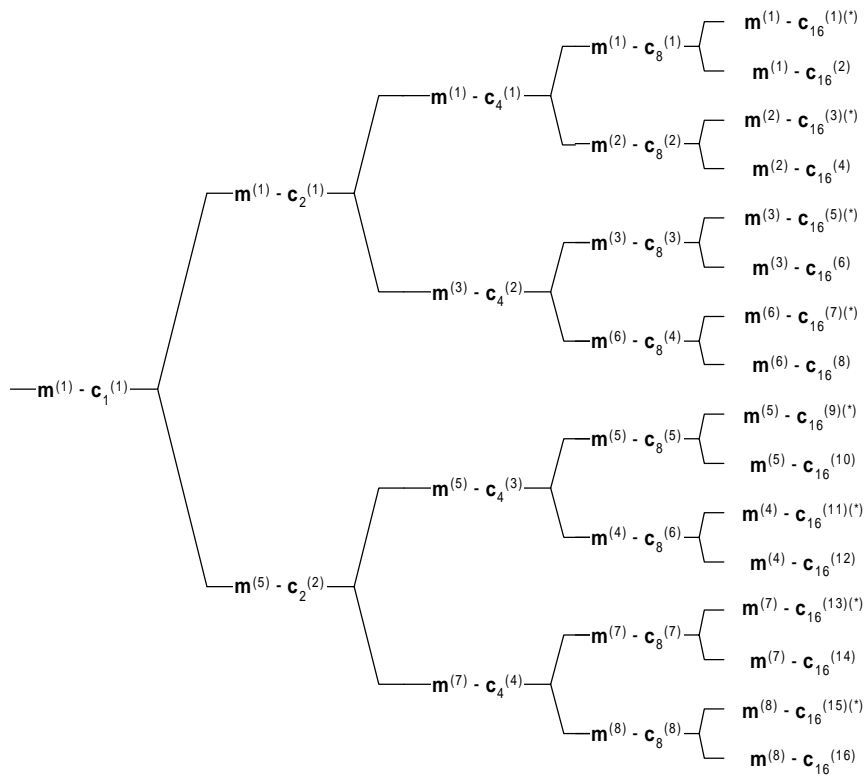 m(1) - c16(1)(*)
m(1) - c8(1)
m(1) - c16(2)
m(1) - c4(1)
m(2) - c16(3)(*)
m(2) - c8(2)
m(2) - c16(4)
m(1) - c2(1)
m(3) - c16(5)(*)
m(3) - c8(3)
m(3) - c16(6)
m(3) - c4(2)
m(6) - c16(7)(*)
m(6) - c8(4)
m(6) - c16(8)
m(1) - c1(1)
m(5) - c16(9)(*)
m(5) - c8(5)
m(5) - c16(10)
m(5) - c4(3)
m(4) - c16(11)(*)
m(4) - c8(6)
m(4) - c16(12)
m(5) - c2(2)
m(7) - c16(13)(*)
m(7) - c8(7)
m(7) - c16(14)
m(7) - c4(4)
m(8) - c16(15)(*)
m(8) - c8(8)
m(8) - c16(16)